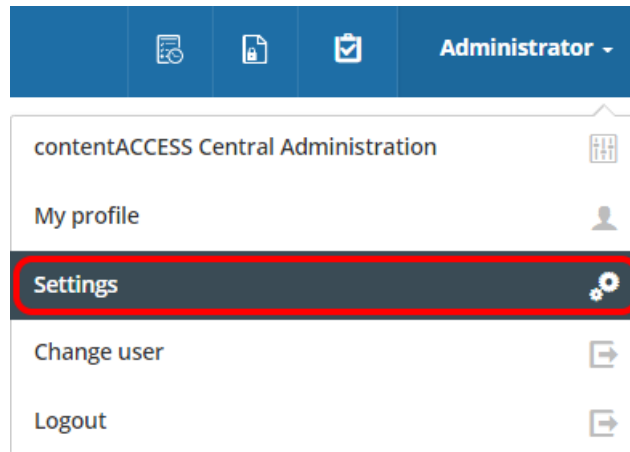 Administrator
contentACCESS Central Administration
My profile
Settings
Change user
Logout